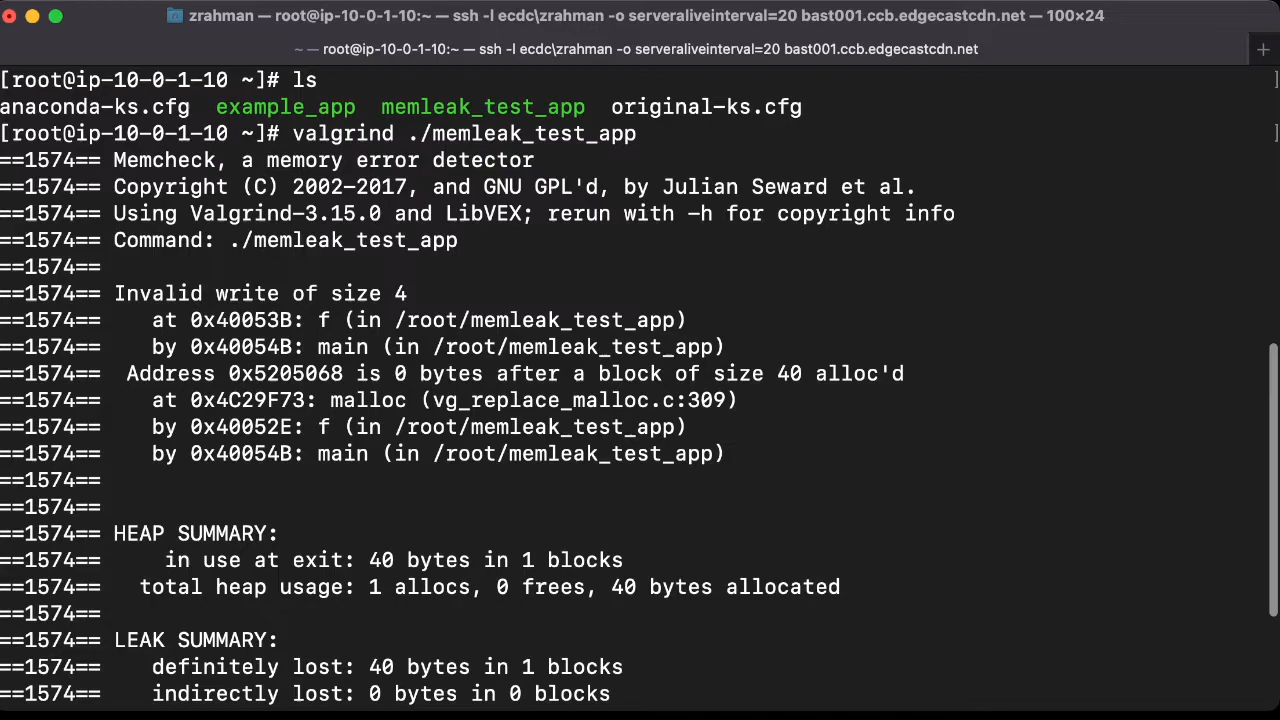 zrahman — root@ip-10-0-1-10:~ — ssh -l ecdc\zrahman -o serveraliveinterval=20 bast001.ccb.edgecastcdn.net — 100×24
~ — root@ip-10-0-1-10:~ — ssh -l ecdc\zrahman -o serveraliveinterval=20 bast001.ccb.edgecastcdn.net +
[root@ip-10-0-1-10 ~]# ls ]
anaconda-ks.cfg example_app memleak_test_app original-ks.cfg
[root@ip-10-0-1-10 ~]# valgrind ./memleak_test_app ]
==1574== Memcheck, a memory error detector
==1574== Copyright (C) 2002-2017, and GNU GPL'd, by Julian Seward et al.
==1574== Using Valgrind-3.15.0 and LibVEX; rerun with -h for copyright info
==1574== Command: ./memleak_test_app
==1574==
==1574== Invalid write of size 4
==1574==    at 0x40053B: f (in /root/memleak_test_app)
==1574==    by 0x40054B: main (in /root/memleak_test_app)
==1574==  Address 0x5205068 is 0 bytes after a block of size 40 alloc'd
==1574==    at 0x4C29F73: malloc (vg_replace_malloc.c:309)
==1574==    by 0x40052E: f (in /root/memleak_test_app)
==1574==    by 0x40054B: main (in /root/memleak_test_app)
==1574==
==1574==
==1574== HEAP SUMMARY:
==1574==     in use at exit: 40 bytes in 1 blocks
==1574==   total heap usage: 1 allocs, 0 frees, 40 bytes allocated
==1574==
==1574== LEAK SUMMARY:
==1574==    definitely lost: 40 bytes in 1 blocks
==1574==    indirectly lost: 0 bytes in 0 blocks